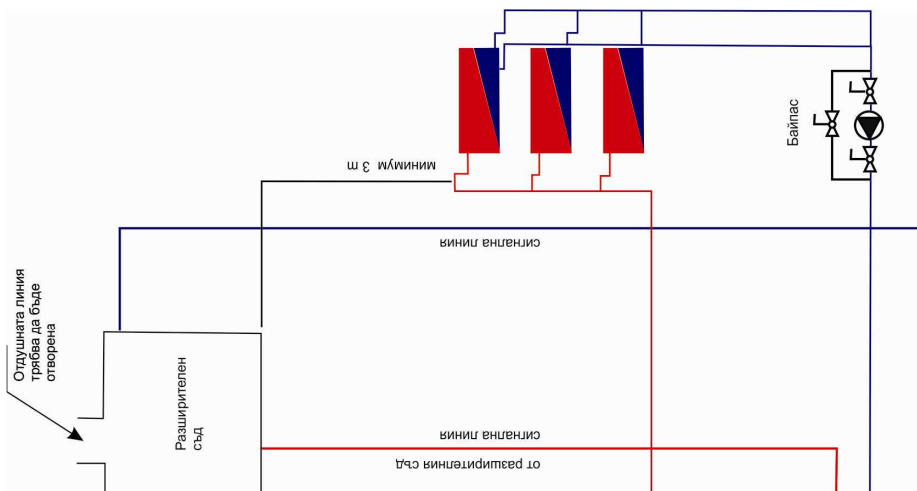 Отдушната линия
трябва да бъде
отворена
Разширителен
съд
минимум 3 m
Байпас
сигнална линия
сигнална линия
от разширителния съд